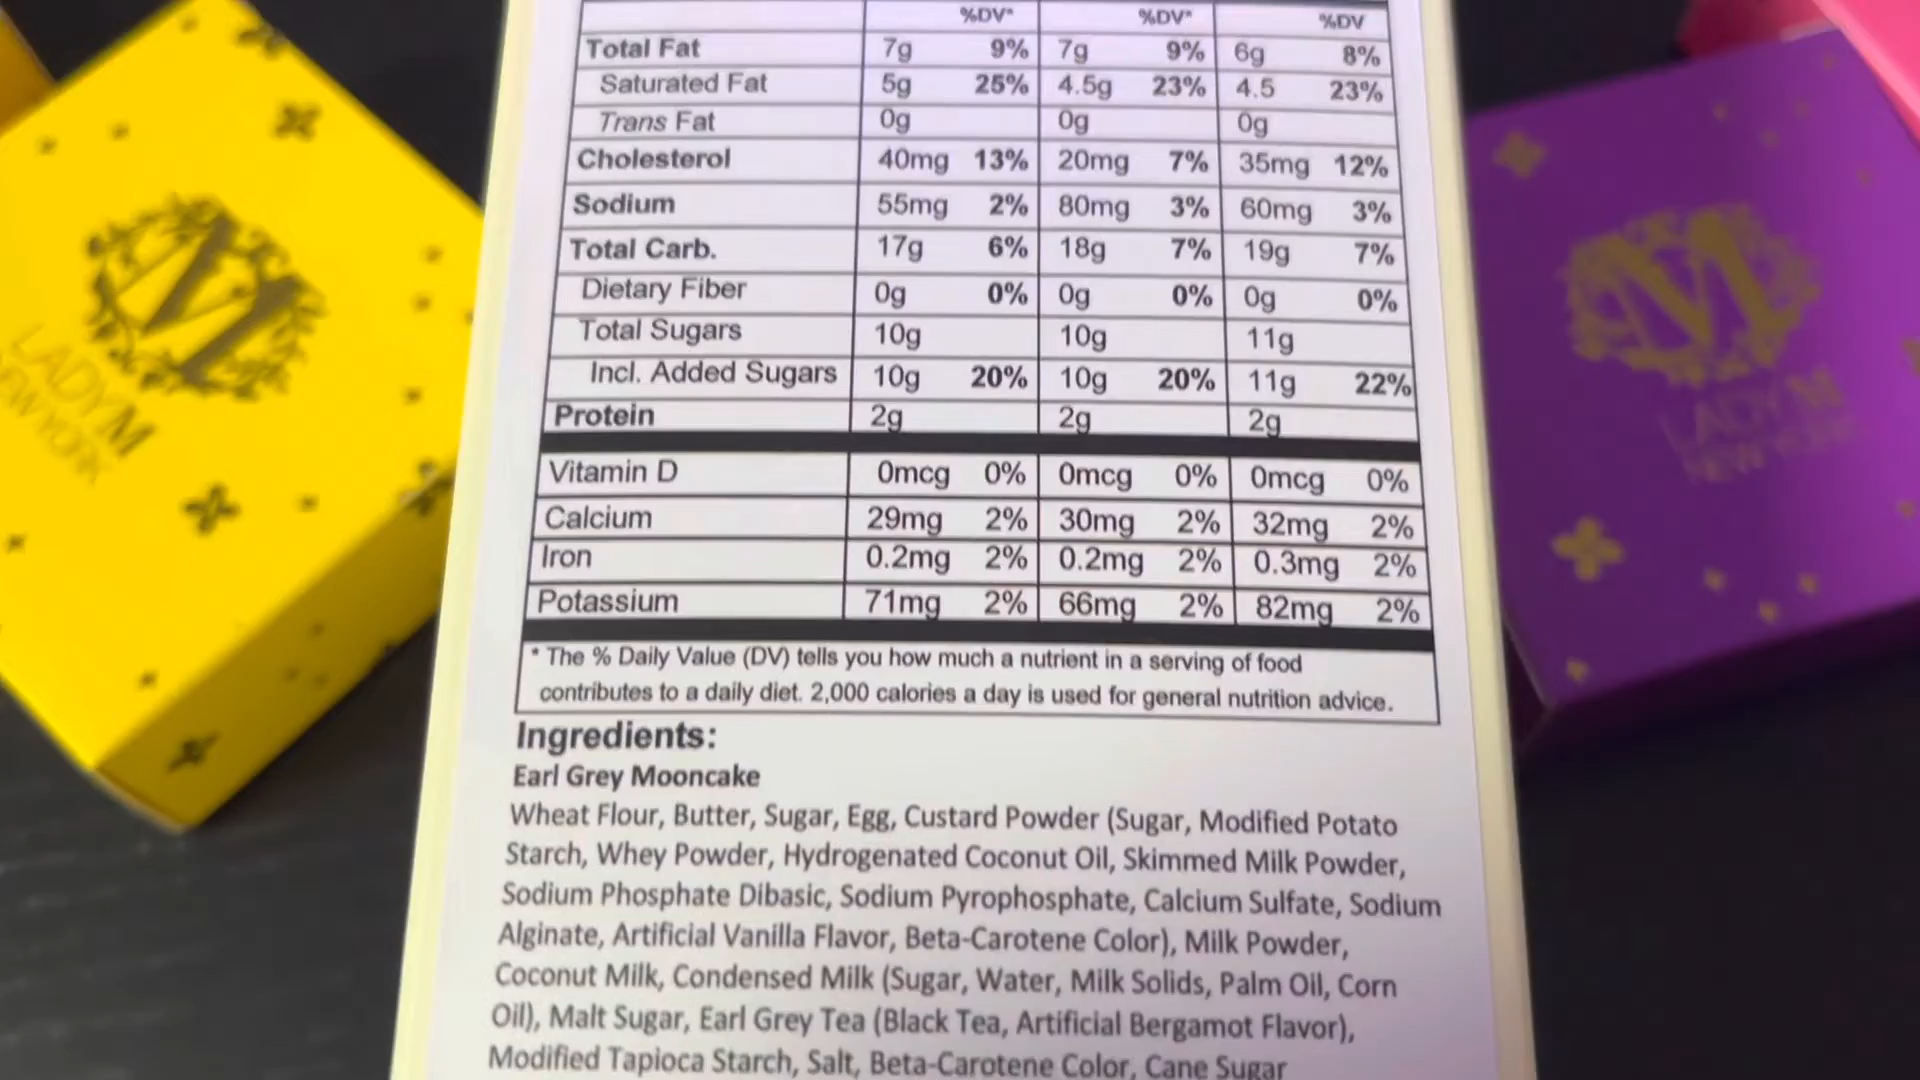 %DV* %DV* %DV
Total Fat 7g 9% 7g 9% 6g 8%
Saturated Fat 5g 25% 4.5g 23% 4.5 23%
Trans Fat 0g 0g 0g
Cholesterol 40mg 13% 20mg 7% 35mg 12%
Sodium 55mg 2% 80mg 3% 60mg 3%
Total Carb. 17g 6% 18g 7% 19g 7%
Dietary Fiber 0g 0% 0g 0% 0g 0%
Total Sugars 10g 10g 11g
Incl. Added Sugars 10g 20% 10g 20% 11g 22%
Protein 2g 2g 2g
Vitamin D 0mcg 0% 0mcg 0% 0mcg 0%
Calcium 29mg 2% 30mg 2% 32mg 2%
Iron 0.2mg 2% 0.2mg 2% 0.3mg 2%
Potassium 71mg 2% 66mg 2% 82mg 2%
* The % Daily Value (DV) tells you how much a nutrient in a serving of food
contributes to a daily diet. 2,000 calories a day is used for general nutrition advice.
Ingredients:
Earl Grey Mooncake
Wheat Flour, Butter, Sugar, Egg, Custard Powder (Sugar, Modified Potato
Starch, Whey Powder, Hydrogenated Coconut Oil, Skimmed Milk Powder,
Sodium Phosphate Dibasic, Sodium Pyrophosphate, Calcium Sulfate, Sodium
Alginate, Artificial Vanilla Flavor, Beta-Carotene Color), Milk Powder,
Coconut Milk, Condensed Milk (Sugar, Water, Milk Solids, Palm Oil, Corn
Oil), Malt Sugar, Earl Grey Tea (Black Tea, Artificial Bergamot Flavor),
Modified Tapioca Starch, Salt, Beta-Carotene Color, Cane Sugar
M
LADY M
NEW YORK
M
LADY M
NEW YORK